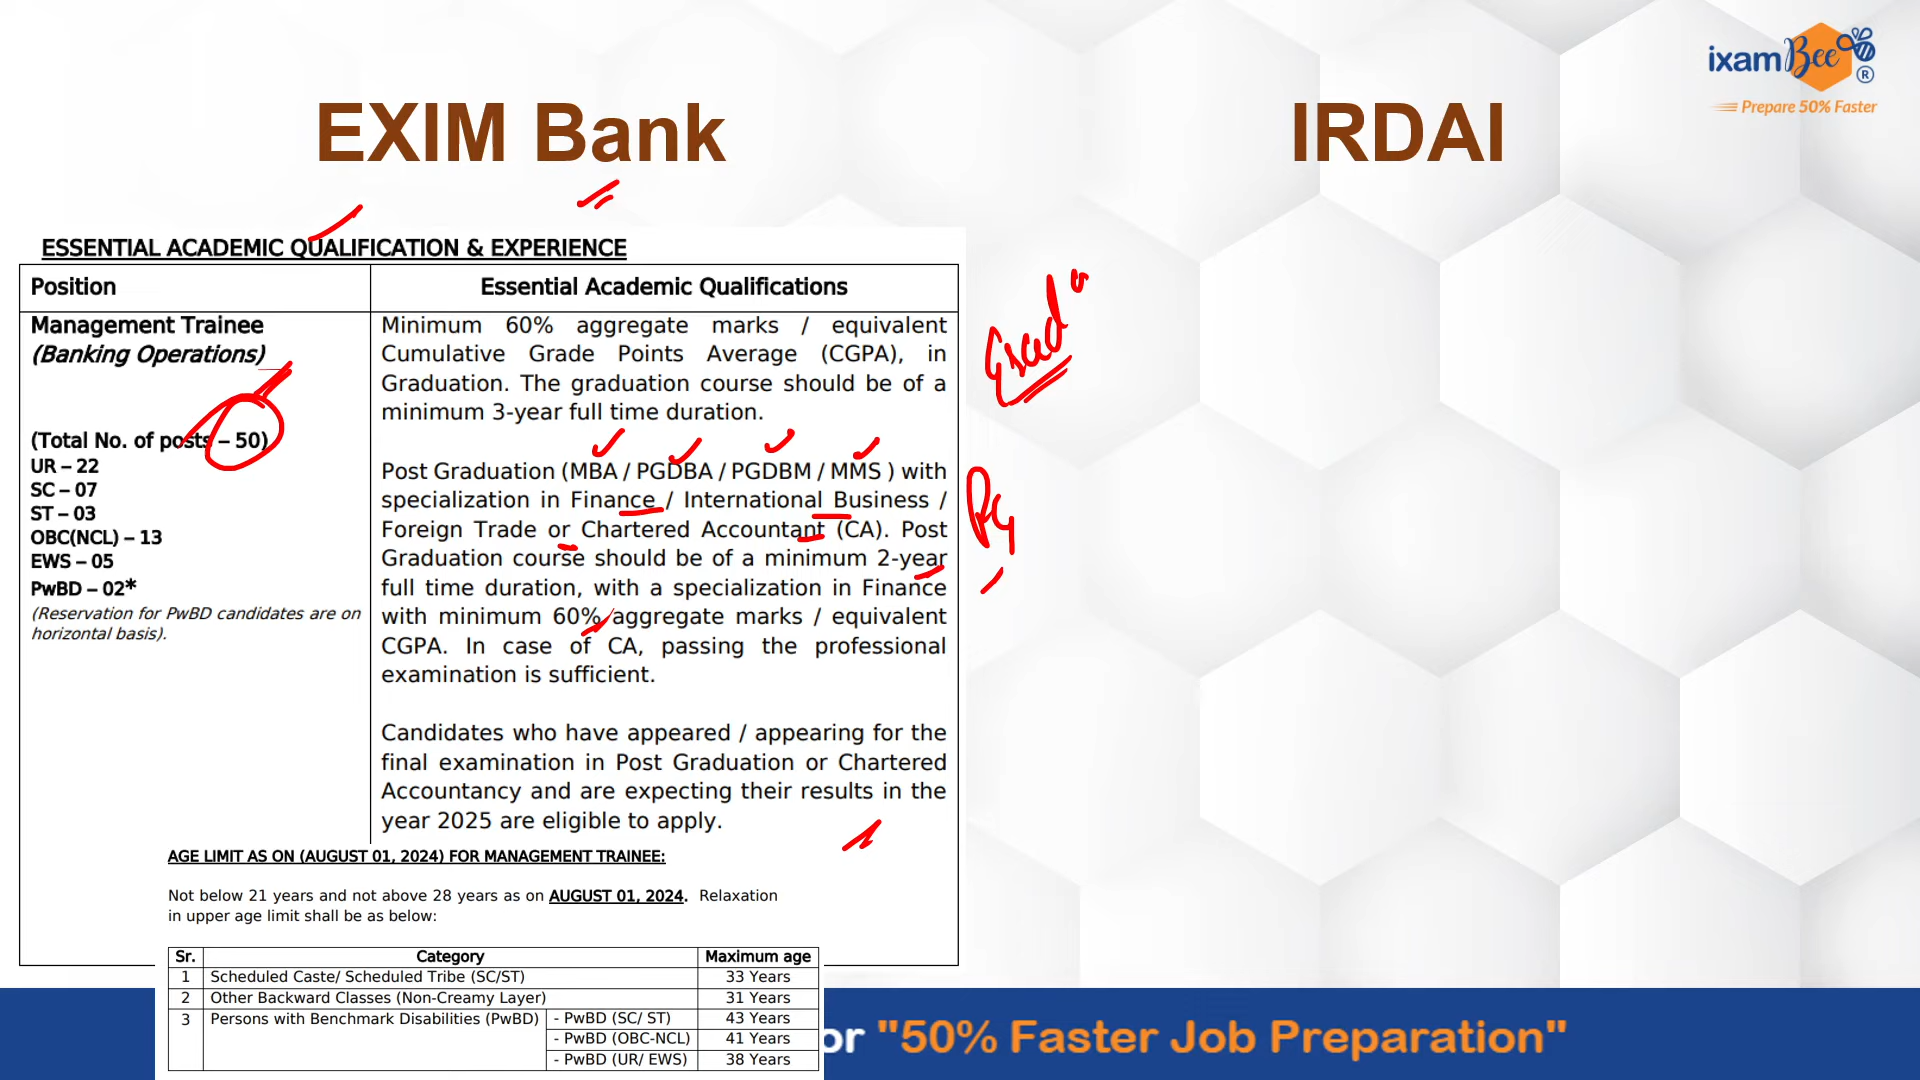 ixamBee
®
Prepare 50% Faster
EXIM Bank
IRDAI
ESSENTIAL ACADEMIC QUALIFICATION & EXPERIENCE
Position
Essential Academic Qualifications
Management Trainee
(Banking Operations)
(Total No. of posts – 50)
UR – 22
SC – 07
ST – 03
OBC(NCL) – 13
EWS – 05
PwBD – 02*
(Reservation for PwBD candidates are on
horizontal basis).
Minimum 60% aggregate marks / equivalent
Cumulative Grade Points Average (CGPA), in
Graduation. The graduation course should be of a
minimum 3-year full time duration.
Post Graduation (MBA / PGDBA / PGDBM / MMS ) with
specialization in Finance / International Business /
Foreign Trade or Chartered Accountant (CA). Post
Graduation course should be of a minimum 2-year
full time duration, with a specialization in Finance
with minimum 60% aggregate marks / equivalent
CGPA. In case of CA, passing the professional
examination is sufficient.
Candidates who have appeared / appearing for the
final examination in Post Graduation or Chartered
Accountancy and are expecting their results in the
year 2025 are eligible to apply.
PG
AGE LIMIT AS ON (AUGUST 01, 2024) FOR MANAGEMENT TRAINEE:
Not below 21 years and not above 28 years as on AUGUST 01, 2024. Relaxation
in upper age limit shall be as below:
Sr. Category Maximum age
1 Scheduled Caste/ Scheduled Tribe (SC/ST) 33 Years
2 Other Backward Classes (Non-Creamy Layer) 31 Years
3 Persons with Benchmark Disabilities (PwBD) - PwBD (SC/ ST) 43 Years
- PwBD (OBC-NCL) 41 Years
- PwBD (UR/ EWS) 38 Years
or "50% Faster Job Preparation"